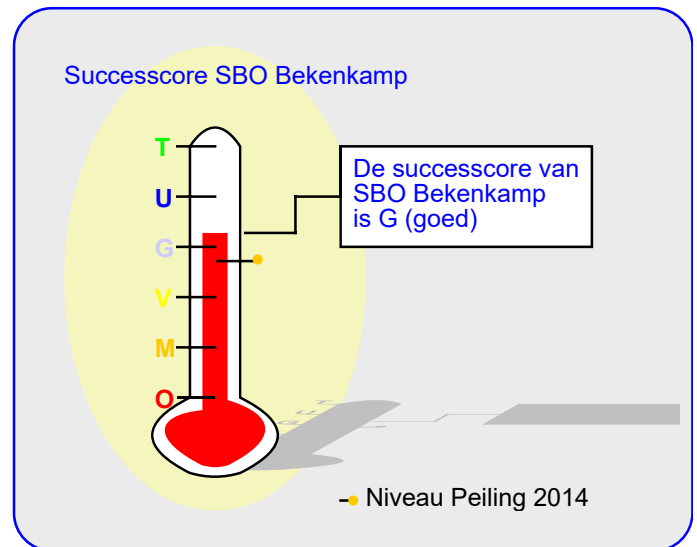 Successcore SBO Bekenkamp
T
U
G
V
M
O
De successcore van
SBO Bekenkamp
is G (goed)
Niveau Peiling 2014